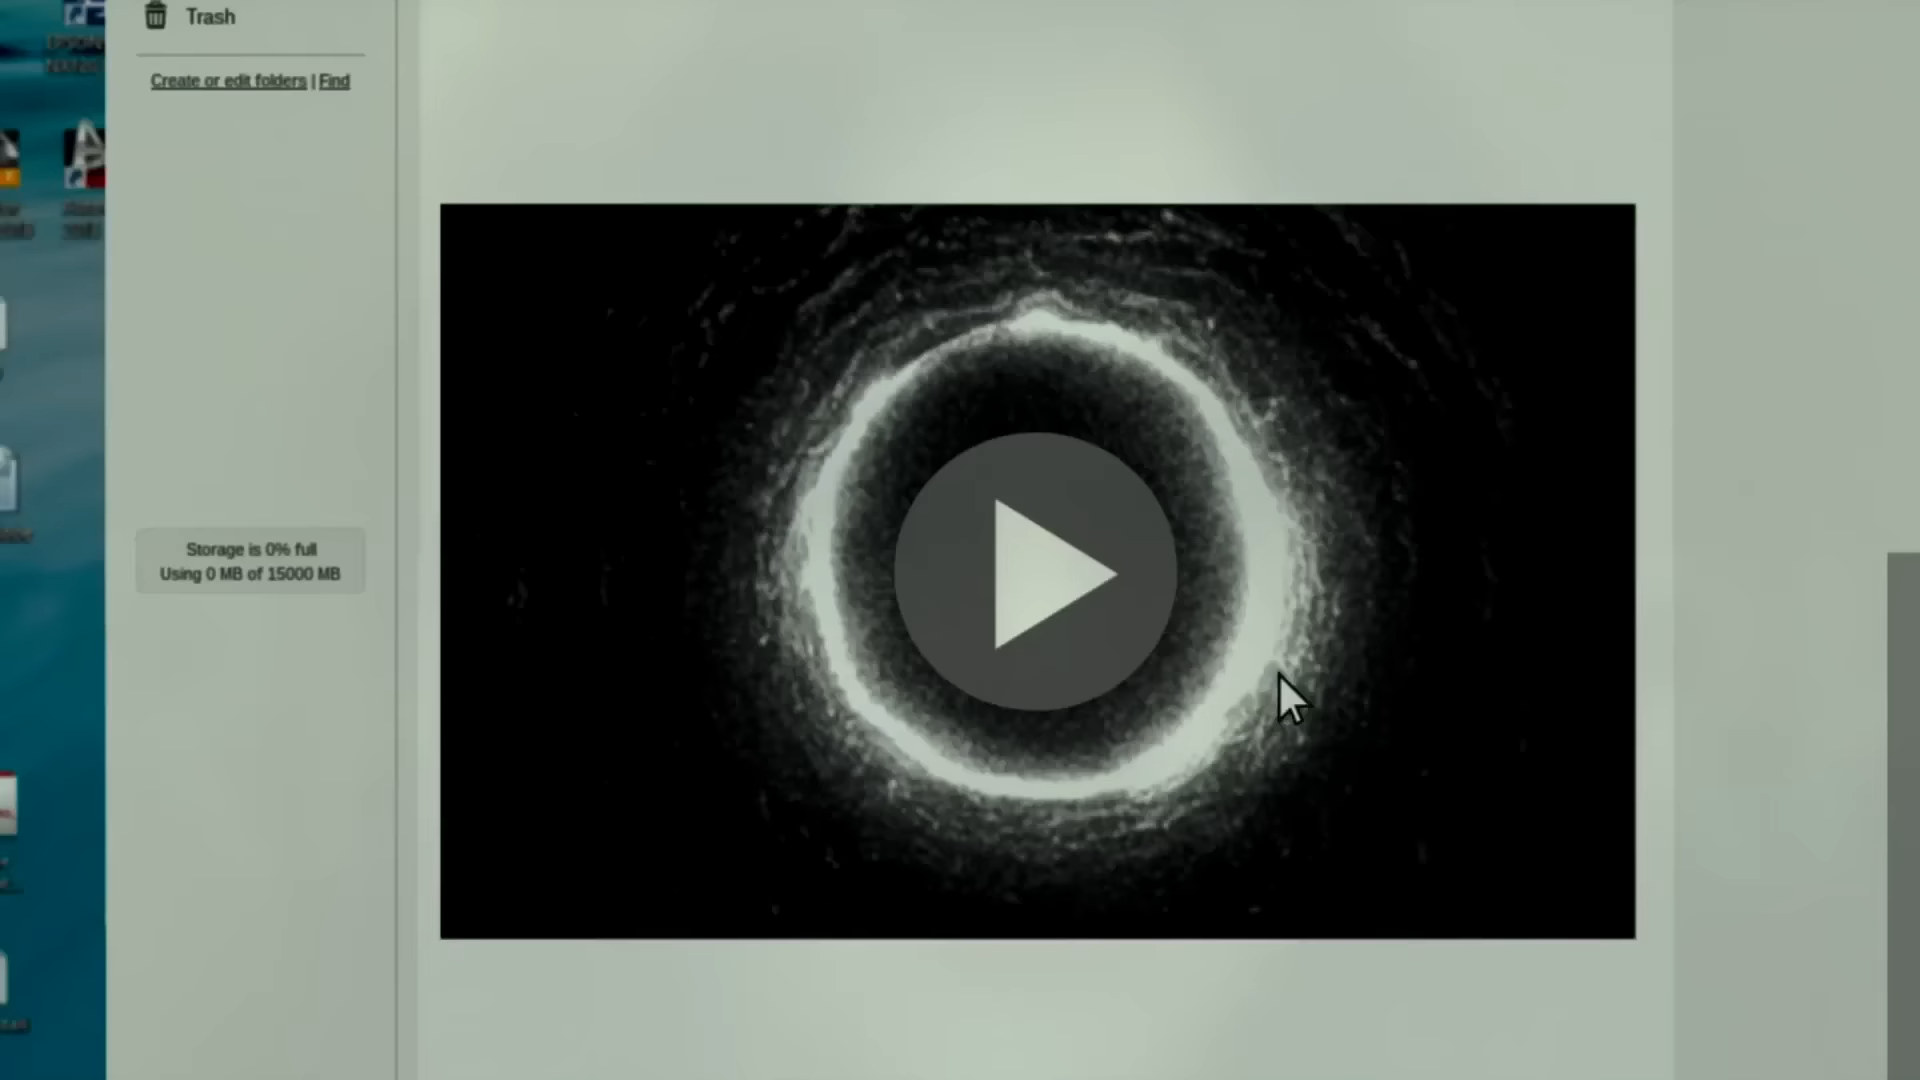 Trash
Create or edit folders | Find
Storage is 0% full
Using 0 MB of 15000 MB